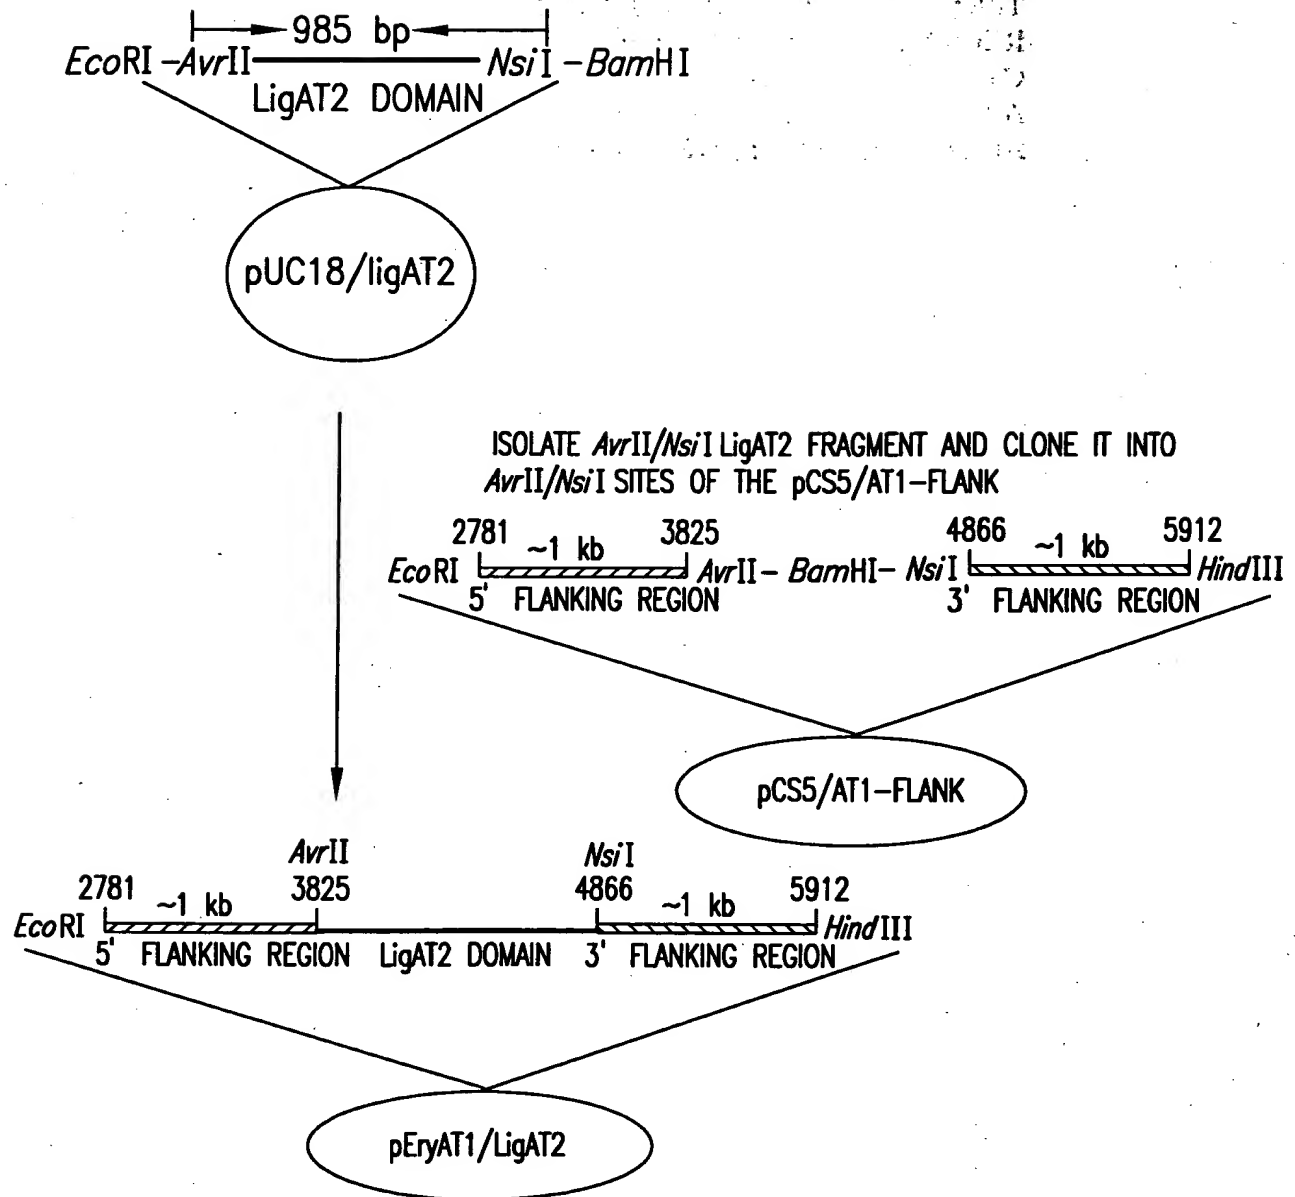 985 bp
EcoRI-AvrII NsiI-BamHI
LigAT2 DOMAIN
pUC18/ligAT2
ISOLATE AvrII/NsiI LigAT2 FRAGMENT AND CLONE IT INTO
AvrII/NsiI SITES OF THE pCS5/AT1-FLANK
2781 ~1 kb 3825 4866 ~1 kb 5912
EcoRI AvrII- BamHI- NsiI HindIII
5' FLANKING REGION 3' FLANKING REGION
pCS5/AT1-FLANK
AvrII NsiI
2781 ~1 kb 3825 4866 ~1 kb 5912
EcoRI HindIII
5' FLANKING REGION LigAT2 DOMAIN 3' FLANKING REGION
pEryAT1/LigAT2